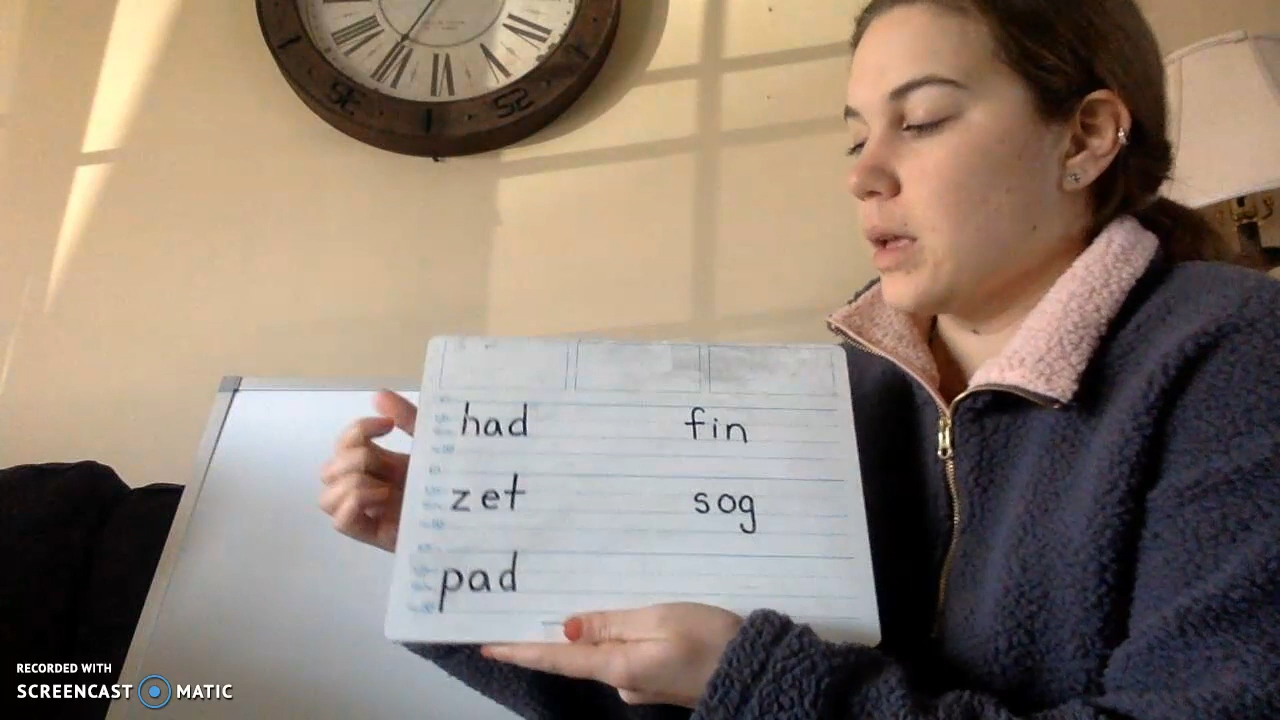 had fin
zet sog
pad
RECORDED WITH
SCREENCAST MATIC